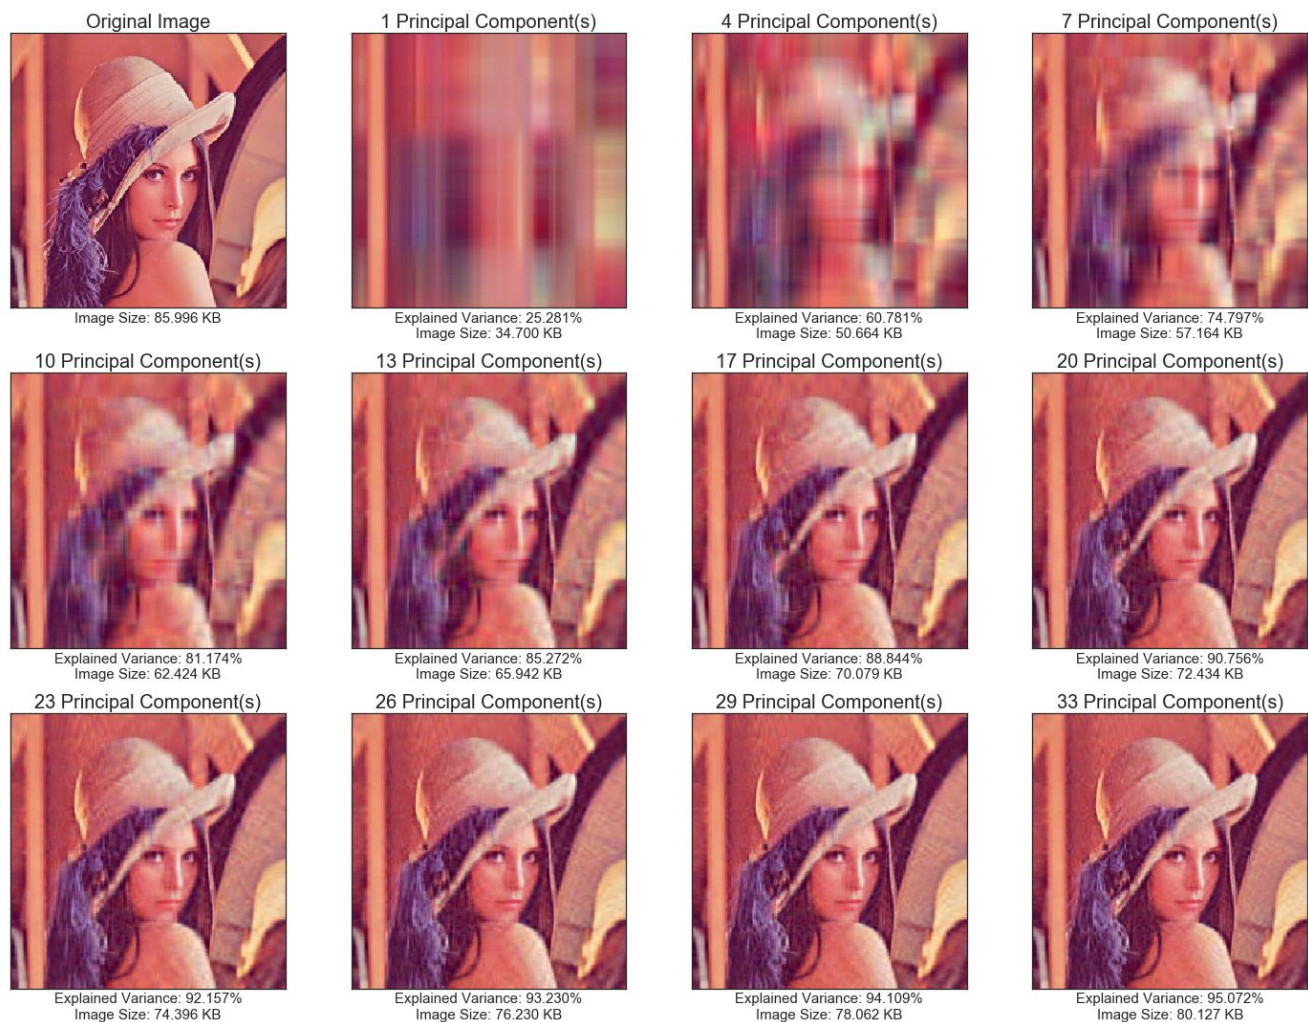 Original Image
1 Principal Component(s)
4 Principal Component(s)
7 Principal Component(s)
Image Size: 85.996 KB
Explained Variance: 25.281%
Image Size: 34.700 KB
Explained Variance: 60.781%
Image Size: 50.664 KB
Explained Variance: 74.797%
Image Size: 57.164 KB
10 Principal Component(s)
13 Principal Component(s)
17 Principal Component(s)
20 Principal Component(s)
Explained Variance: 81.174%
Image Size: 62.424 KB
Explained Variance: 85.272%
Image Size: 65.942 KB
Explained Variance: 88.844%
Image Size: 70.079 KB
Explained Variance: 90.756%
Image Size: 72.434 KB
23 Principal Component(s)
26 Principal Component(s)
29 Principal Component(s)
33 Principal Component(s)
Explained Variance: 92.157%
Image Size: 74.396 KB
Explained Variance: 93.230%
Image Size: 76.230 KB
Explained Variance: 94.109%
Image Size: 78.062 KB
Explained Variance: 95.072%
Image Size: 80.127 KB